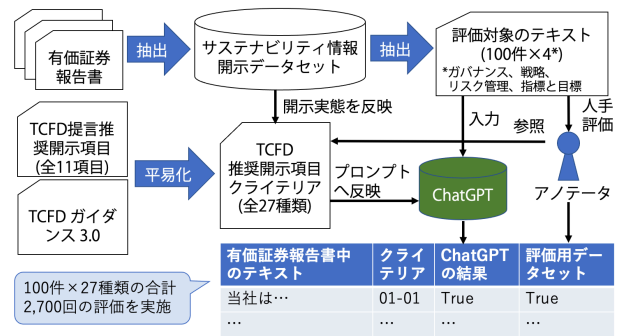 有価証券
報告書
抽出
サステナビリティ情報
開示データセット
抽出
評価対象のテキスト
(100件×4*)
*ガバナンス、戦略、
リスク管理、指標と目標
開示実態を反映
入力
人手
評価
参照
TCFD提言推
奨開示項目
(全11項目)
TCFD ガイダ
ンス 3.0
平易化
TCFD
推奨開示項目
クライテリア
(全27種類)
プロンプト
へ反映
ChatGPT
アノテータ
100件×27種類の合計
2,700回の評価を実施
有価証券報告書中
のテキスト
クライ
テリア
ChatGPT
の結果
評価用デー
タセット
当社は…
01-01
True
True
…
…
…
…